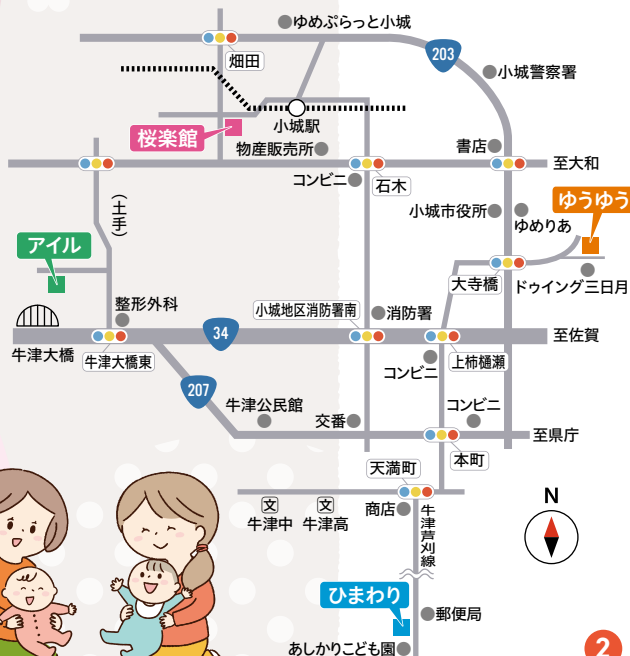 ゆめぷらっと小城
畑田
203
小城警察署
小城駅
桜楽館
物産販売所
書店
至大和
コンビニ
石木
（土手）
小城市役所
ゆうゆう
ゆめりあ
アイル
大寺橋
ドゥイング三日月
整形外科
小城地区消防署南
消防署
34
至佐賀
牛津大橋
牛津大橋東
コンビニ
上柿樋瀬
207
牛津公民館
コンビニ
交番
至県庁
本町
天満町
文
文
牛津中
牛津高
商店
牛津芦刈線
N
ひまわり
郵便局
あしかりこども園
2